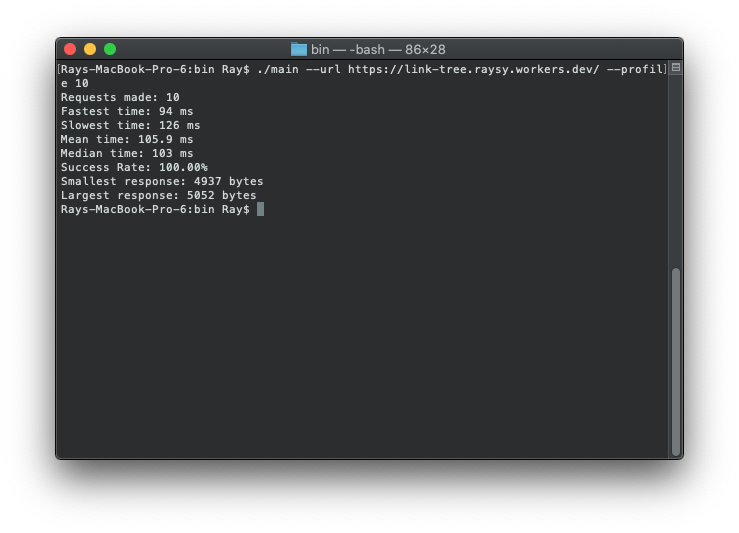 bin — -bash — 86×28
[Rays-MacBook-Pro-6:bin Ray$ ./main --url https://link-tree.raysy.workers.dev/ --profil]
e 10
Requests made: 10
Fastest time: 94 ms
Slowest time: 126 ms
Mean time: 105.9 ms
Median time: 103 ms
Success Rate: 100.00%
Smallest response: 4937 bytes
Largest response: 5052 bytes
Rays-MacBook-Pro-6:bin Ray$